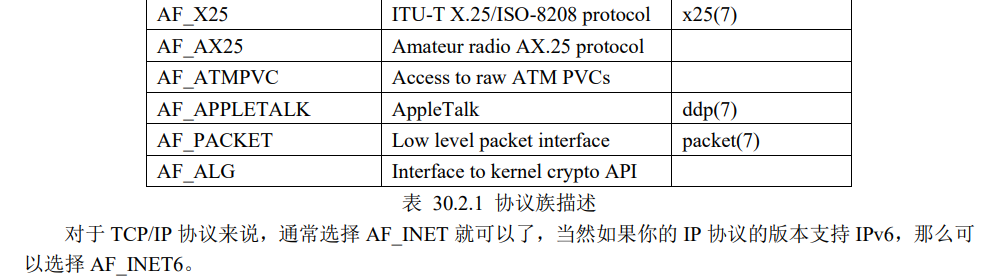 AF_X25 ITU-T X.25/ISO-8208 protocol x25(7)
AF_AX25 Amateur radio AX.25 protocol
AF_ATMPVC Access to raw ATM PVCs
AF_APPLETALK AppleTalk ddp(7)
AF_PACKET Low level packet interface packet(7)
AF_ALG Interface to kernel crypto API
表 30.2.1 协议族描述
对于 TCP/IP 协议来说，通常选择 AF_INET 就可以了，当然如果你的 IP 协议的版本支持 IPv6，那么可
以选择 AF_INET6。